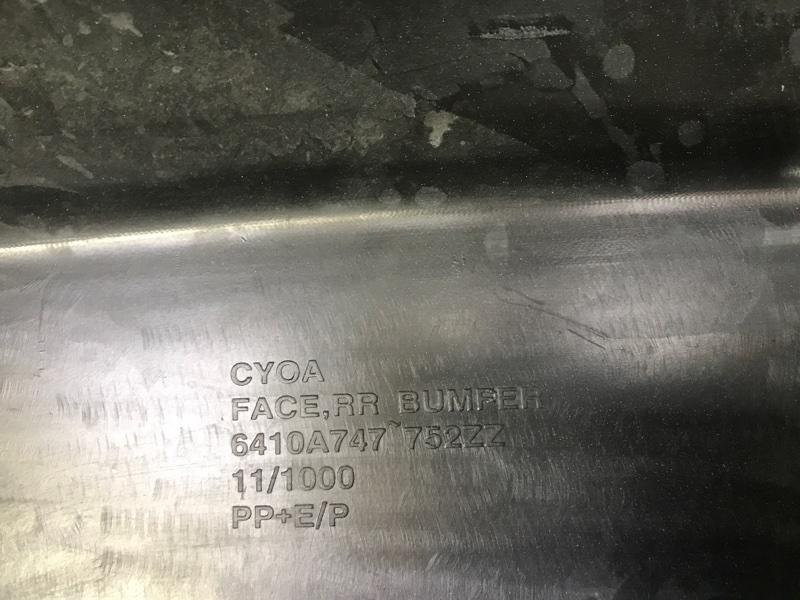 CYOA
FACE,RR BUMPER
6410A747~752ZZ
11/1000
PP+E/P